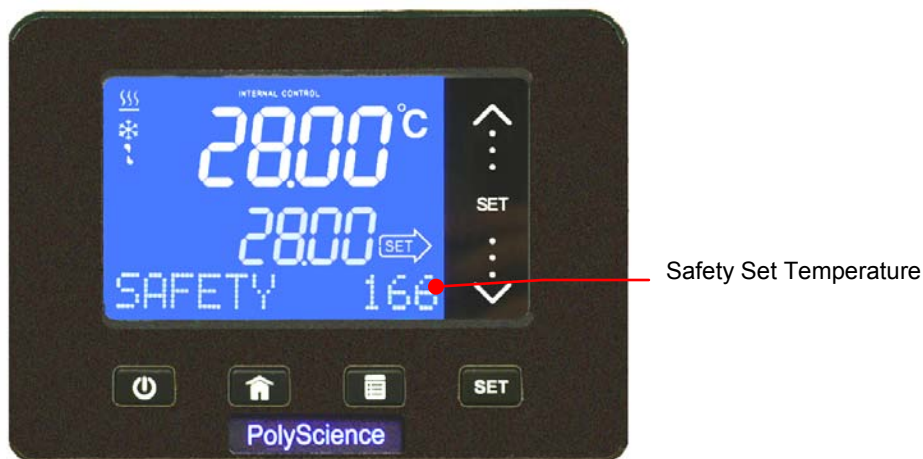 INTERNAL CONTROL
28.00°C
28.00 SET
SET
SAFETY 166
Safety Set Temperature
SET
PolyScience